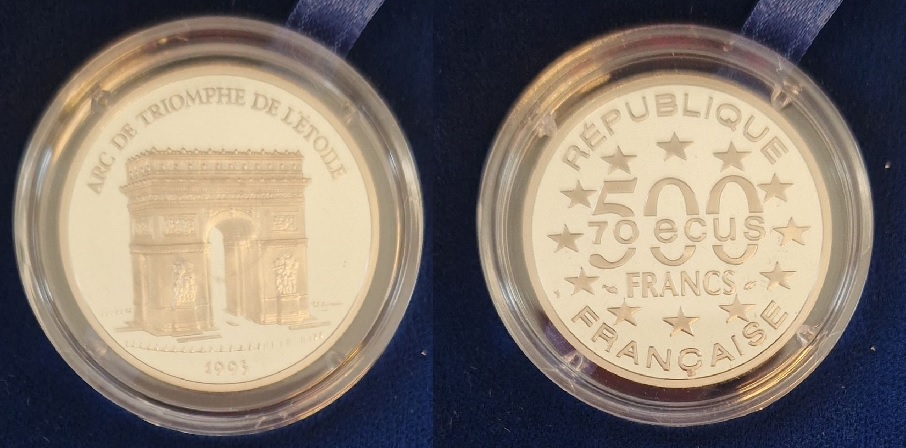 ARC DE TRIOMPHE DE L'ÉTOILE
1993
RÉPUBLIQUE
500
70 ecus
FRANCS
FRANÇAISE